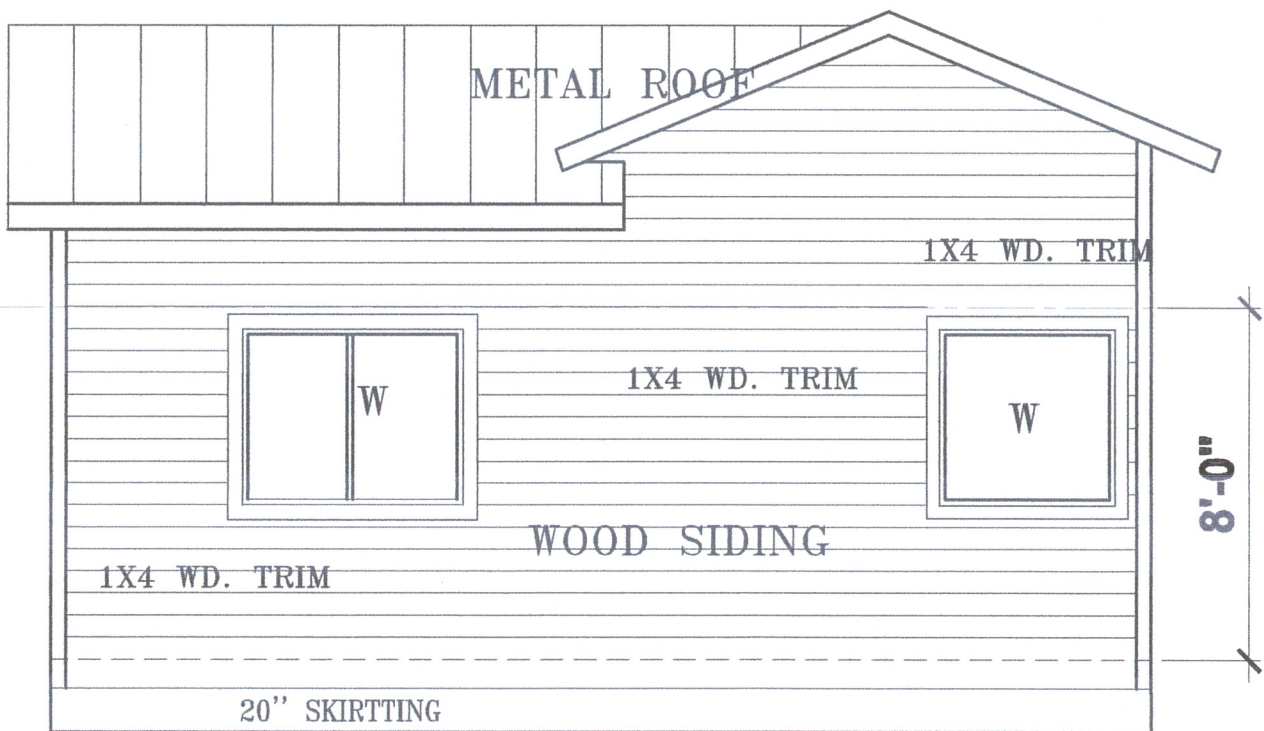 METAL ROOF
1X4 WD. TRIM
1X4 WD. TRIM
W
W
8'-0"
WOOD SIDING
1X4 WD. TRIM
20'' SKIRTTING